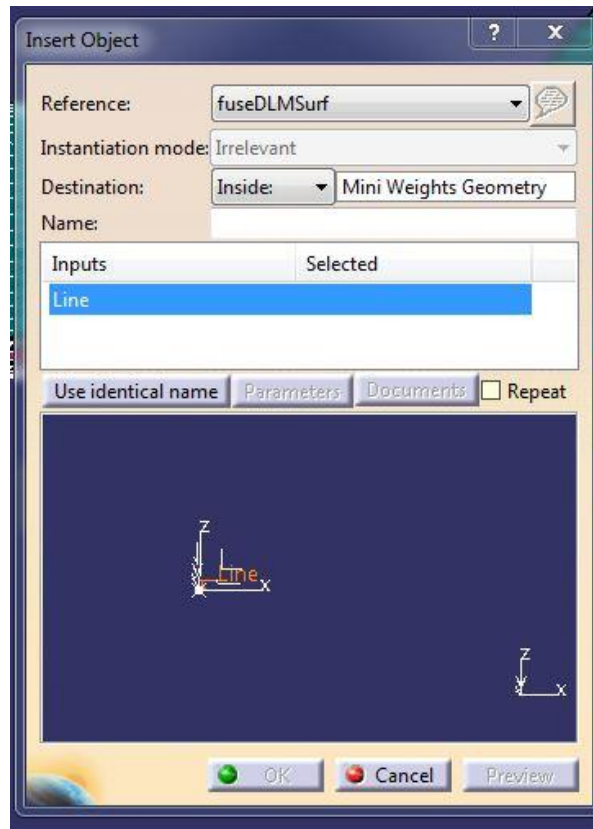 Insert Object
?
x
Reference: fuseDLMSurf
Instantiation mode: Irrelevant
Destination: Inside: Mini Weights Geometry
Name:
Inputs Selected
Line
Use identical name Parameters Documents Repeat
z
Line
x
z
x
OK Cancel Preview